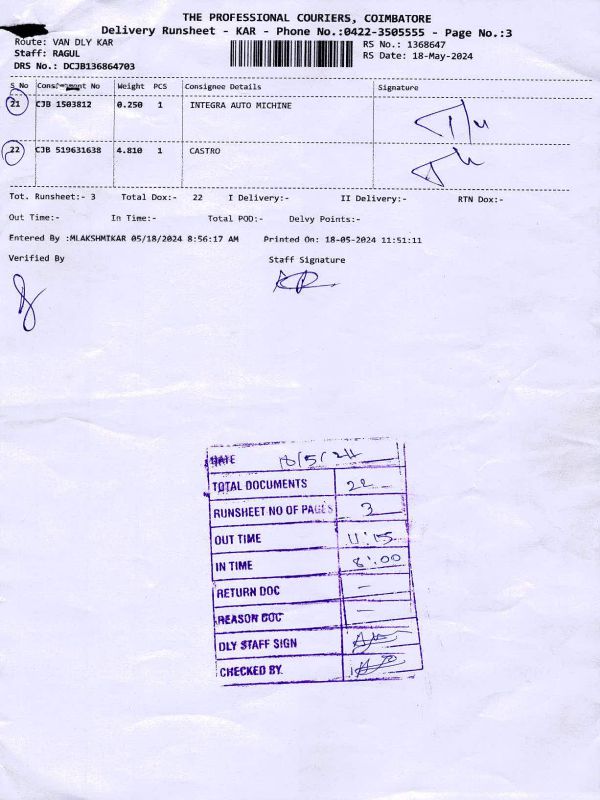 THE PROFESSIONAL COURIERS, COIMBATORE
Delivery Runsheet - KAR - Phone No.:0422-3505555 - Page No.:3
Route: VAN DLY KAR
RS No.: 1368647
Staff: RAGUL
RS Date: 18-May-2024
DRS No.: DCJB136864703
S No Consignment No Weight PCS Consignee Details Signature
21 CJB 1503812 0.250 1 INTEGRA AUTO MICHINE
22 CJB 519631638 4.810 1 CASTRO
Tot. Runsheet:- 3 Total Dox:- 22 I Delivery:- II Delivery:- RTN Dox:-
Out Time:- In Time:- Total POD:- Delvy Points:-
Entered By :MLAKSHMIKAR 05/18/2024 8:56:17 AM Printed On: 18-05-2024 11:51:11
Verified By Staff Signature
DATE 18/5/24
TOTAL DOCUMENTS 22
RUNSHEET NO OF PAGES 3
OUT TIME 11:15
IN TIME 8:00
RETURN DOC —
REASON DOC —
DLY STAFF SIGN
CHECKED BY.